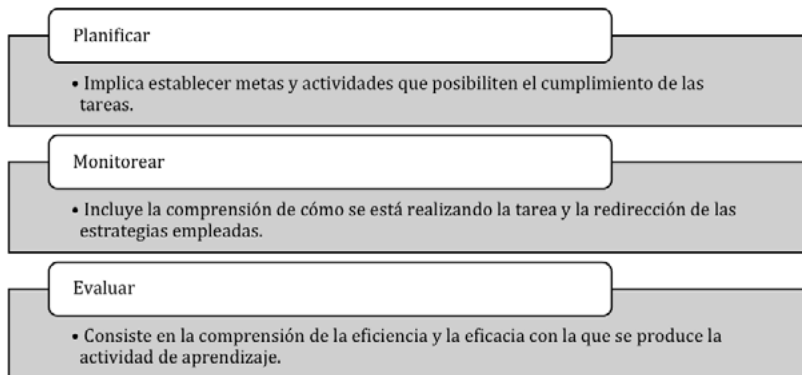 Planificar
• Implica establecer metas y actividades que posibiliten el cumplimiento de las
tareas.
Monitorear
• Incluye la comprensión de cómo se está realizando la tarea y la redirección de las
estrategias empleadas.
Evaluar
• Consiste en la comprensión de la eficiencia y la eficacia con la que se produce la
actividad de aprendizaje.